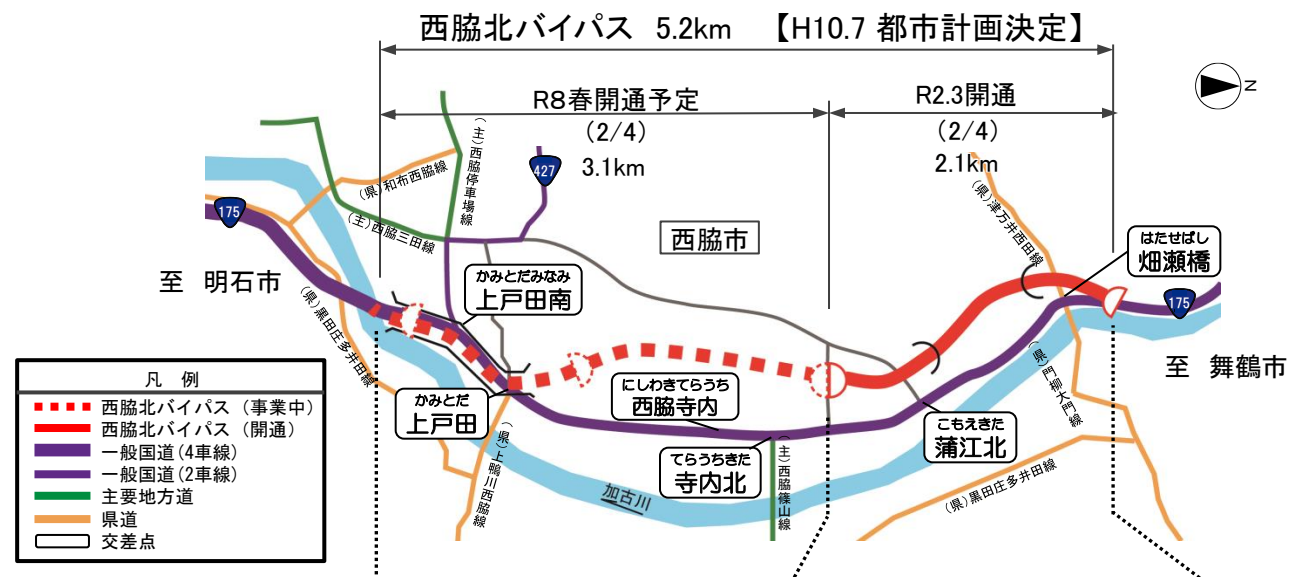 西脇北バイパス 5.2km 【H10.7 都市計画決定】
R8春開通予定
(2/4)
3.1km
R2.3開通
(2/4)
2.1km
N
(県)和布西脇線
(主)西脇停車場線
427
(主)西脇三田線
175
西脇市
(県)津万井西田線
はたせばし
畑瀬橋
至 明石市
かみとだみなみ
上戸田南
175
至 舞鶴市
(県)黒田庄多井田線
凡 例
西脇北バイパス (事業中)
西脇北バイパス (開通)
一般国道(4車線)
一般国道(2車線)
主要地方道
県道
交差点
かみとだ
上戸田
にしわきてらうち
西脇寺内
(県)門柳大門線
こもえきた
蒲江北
てらうちきた
寺内北
(県)上鴨川西脇線
加古川
(主)西脇篠山線
(県)黒田庄多井田線